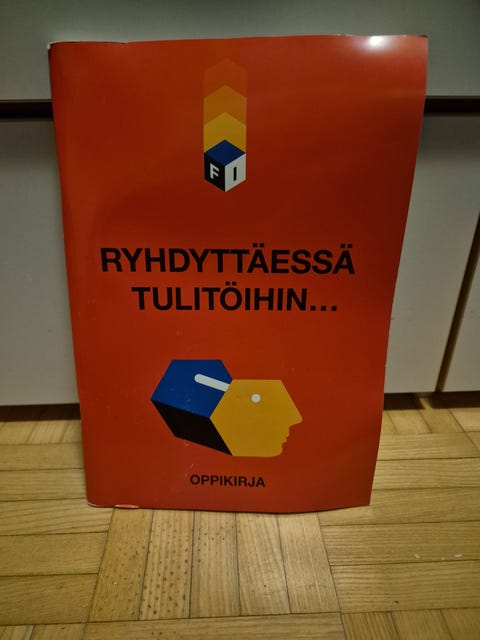 FI
RYHDYTTÄESSÄ
TULITÖIHIN...
OPPIKIRJA